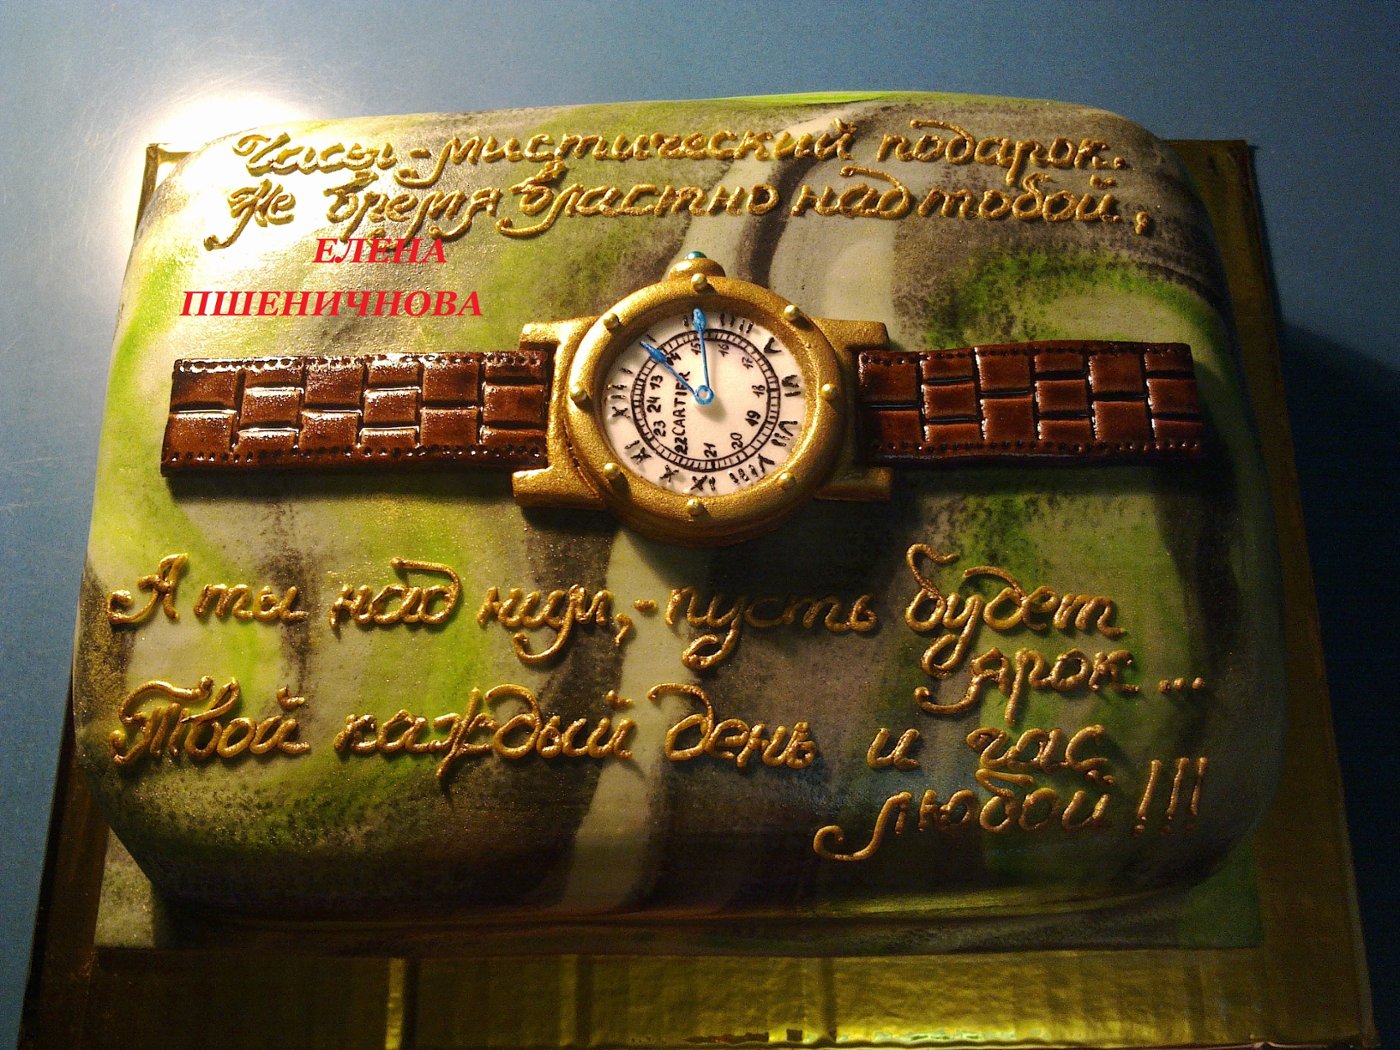 Часы - мистический подарок.
Не время властно над тобой,
ЕЛЕНА
ПШЕНИЧНОВА
CARTIER
А ты над ним, - пусть будет
ярок...
Твой каждый день и час
любой!!!